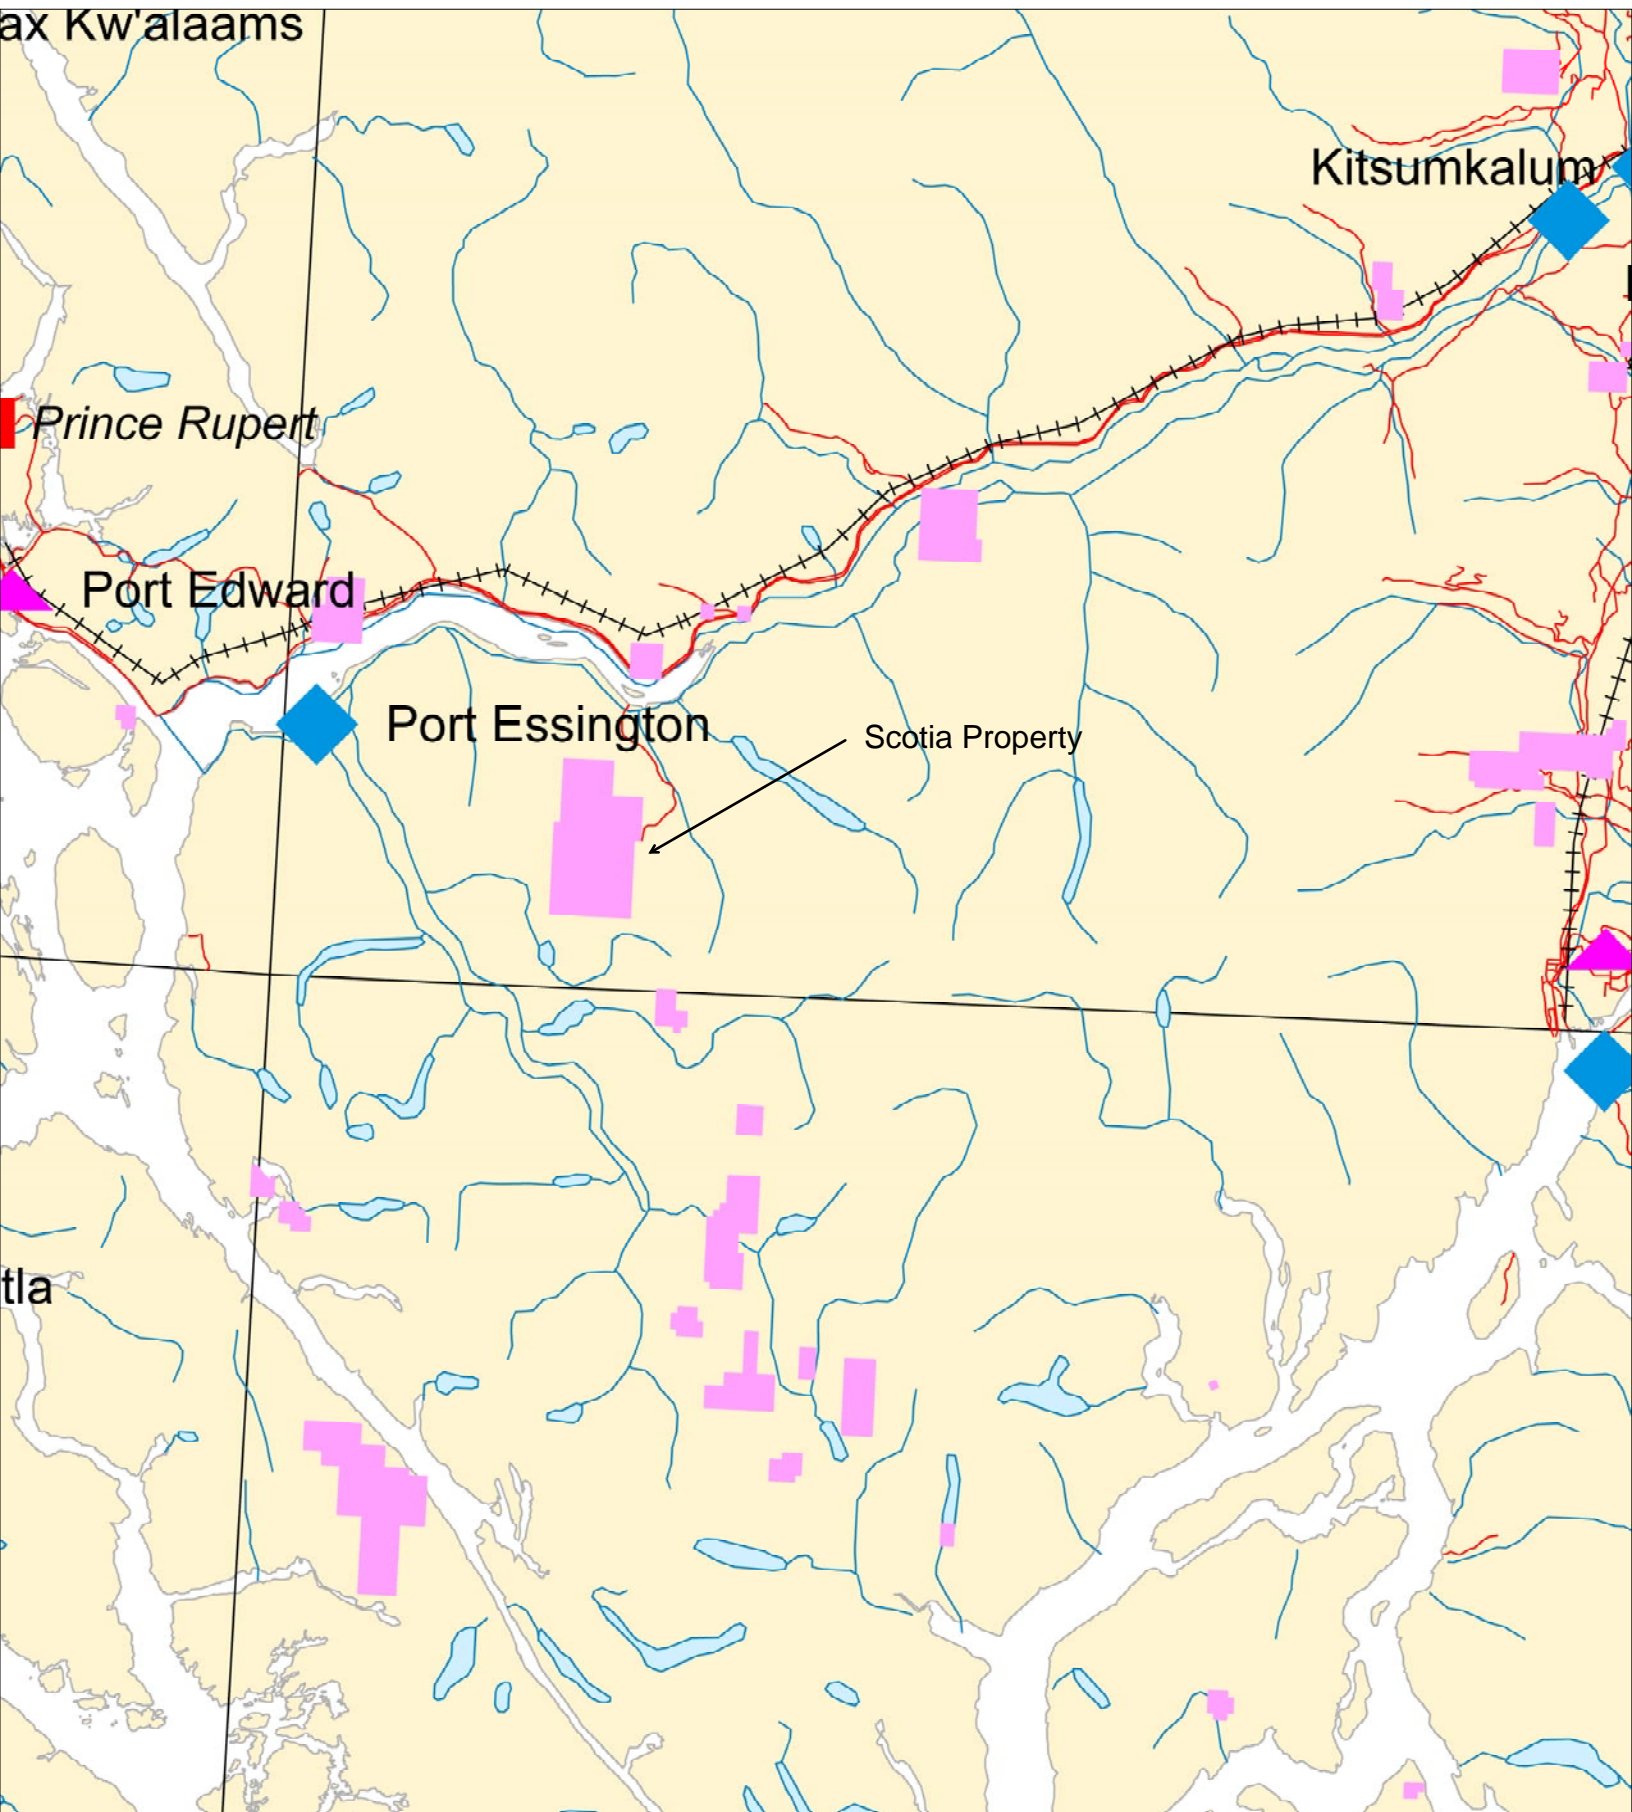 ax Kw'alaams
Kitsumkalum
Prince Rupert
Port Edward
Port Essington
Scotia Property
tla